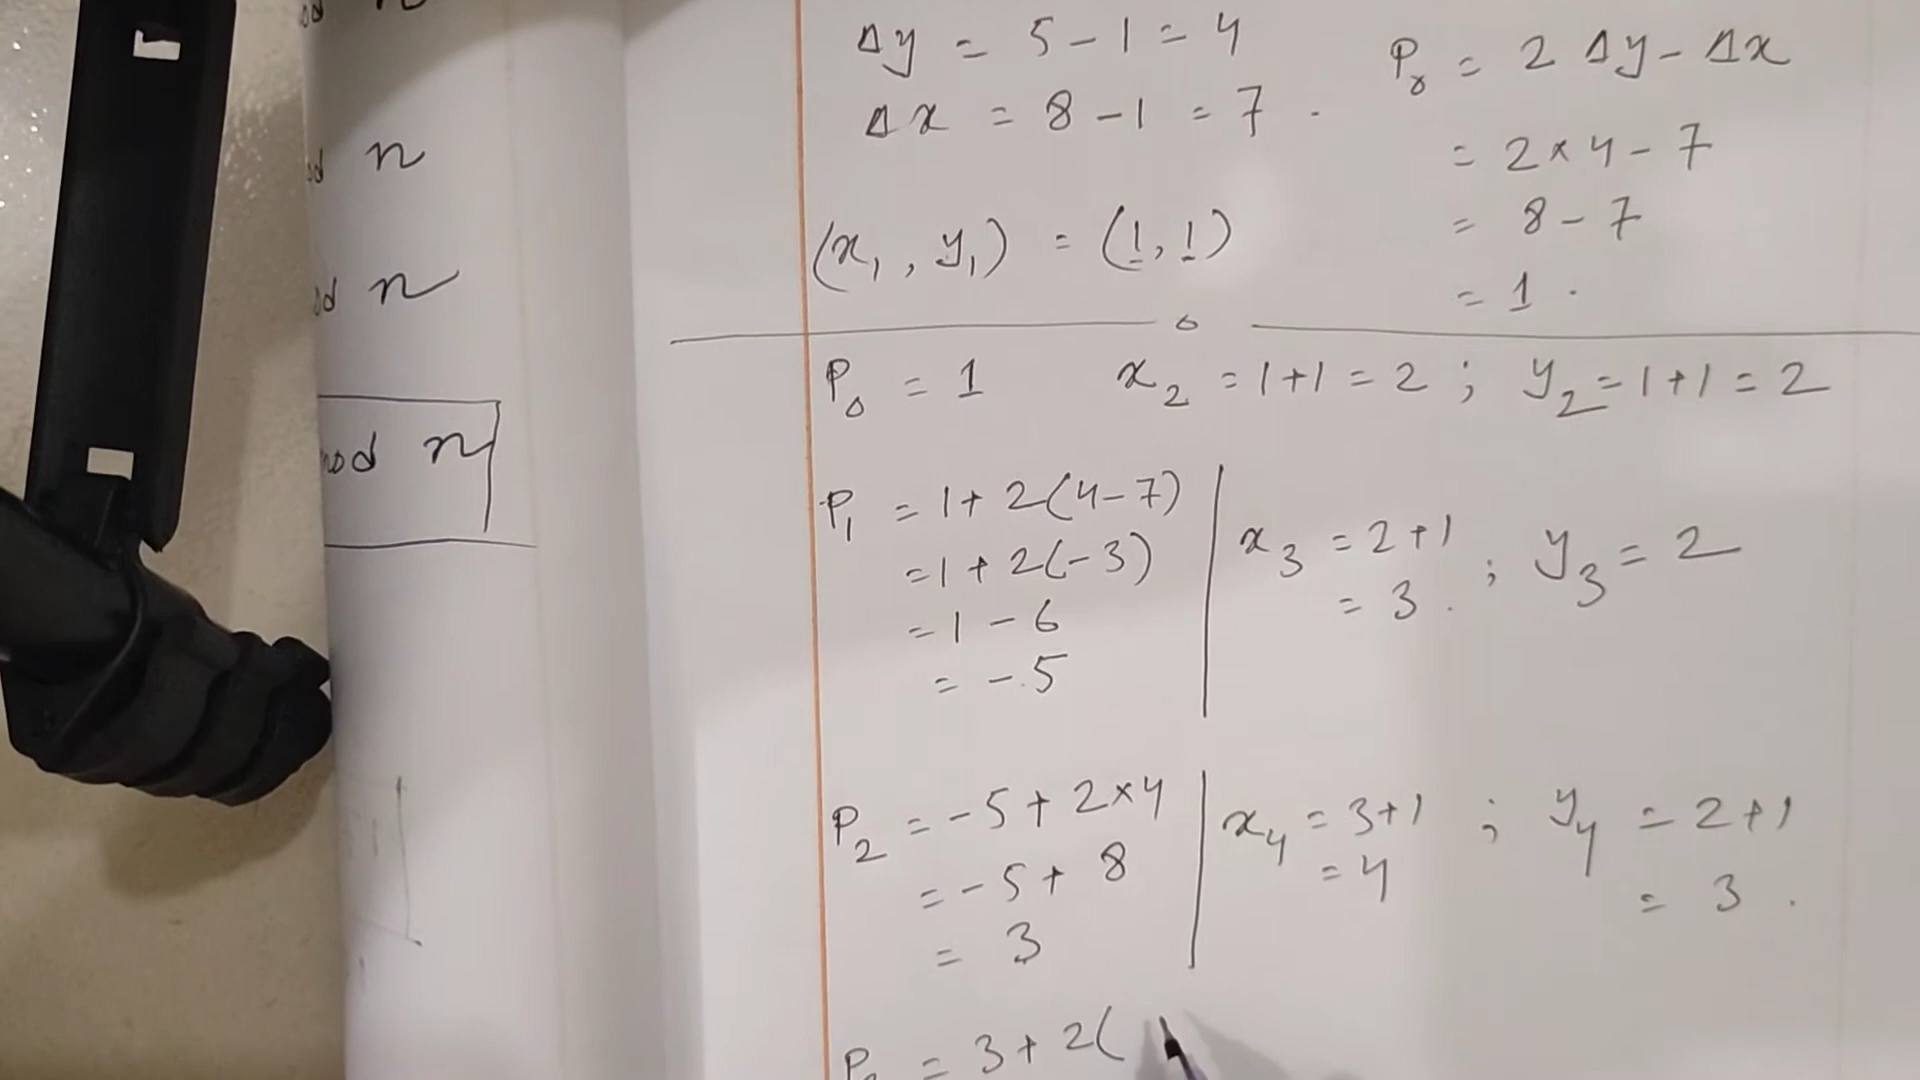 n
mod n
Δy = 5 - 1 = 4
Δx = 8 - 1 = 7 .
(x₁ , y₁) = (1, 1)
P₀ = 2 Δy - Δx
= 2 × 4 - 7
= 8 - 7
= 1 .
P₀ = 1 x₂ = 1+1 = 2 ; y₂ = 1+1 = 2
P₁ = 1 + 2(4-7)
= 1 + 2(-3)
= 1 - 6
= - 5
x₃ = 2+1
= 3 . ; y₃ = 2
P₂ = -5 + 2×4
= -5 + 8
= 3
x₄ = 3+1 ; y₄ = 2+1
= 4
= 3 .
= 3 + 2(